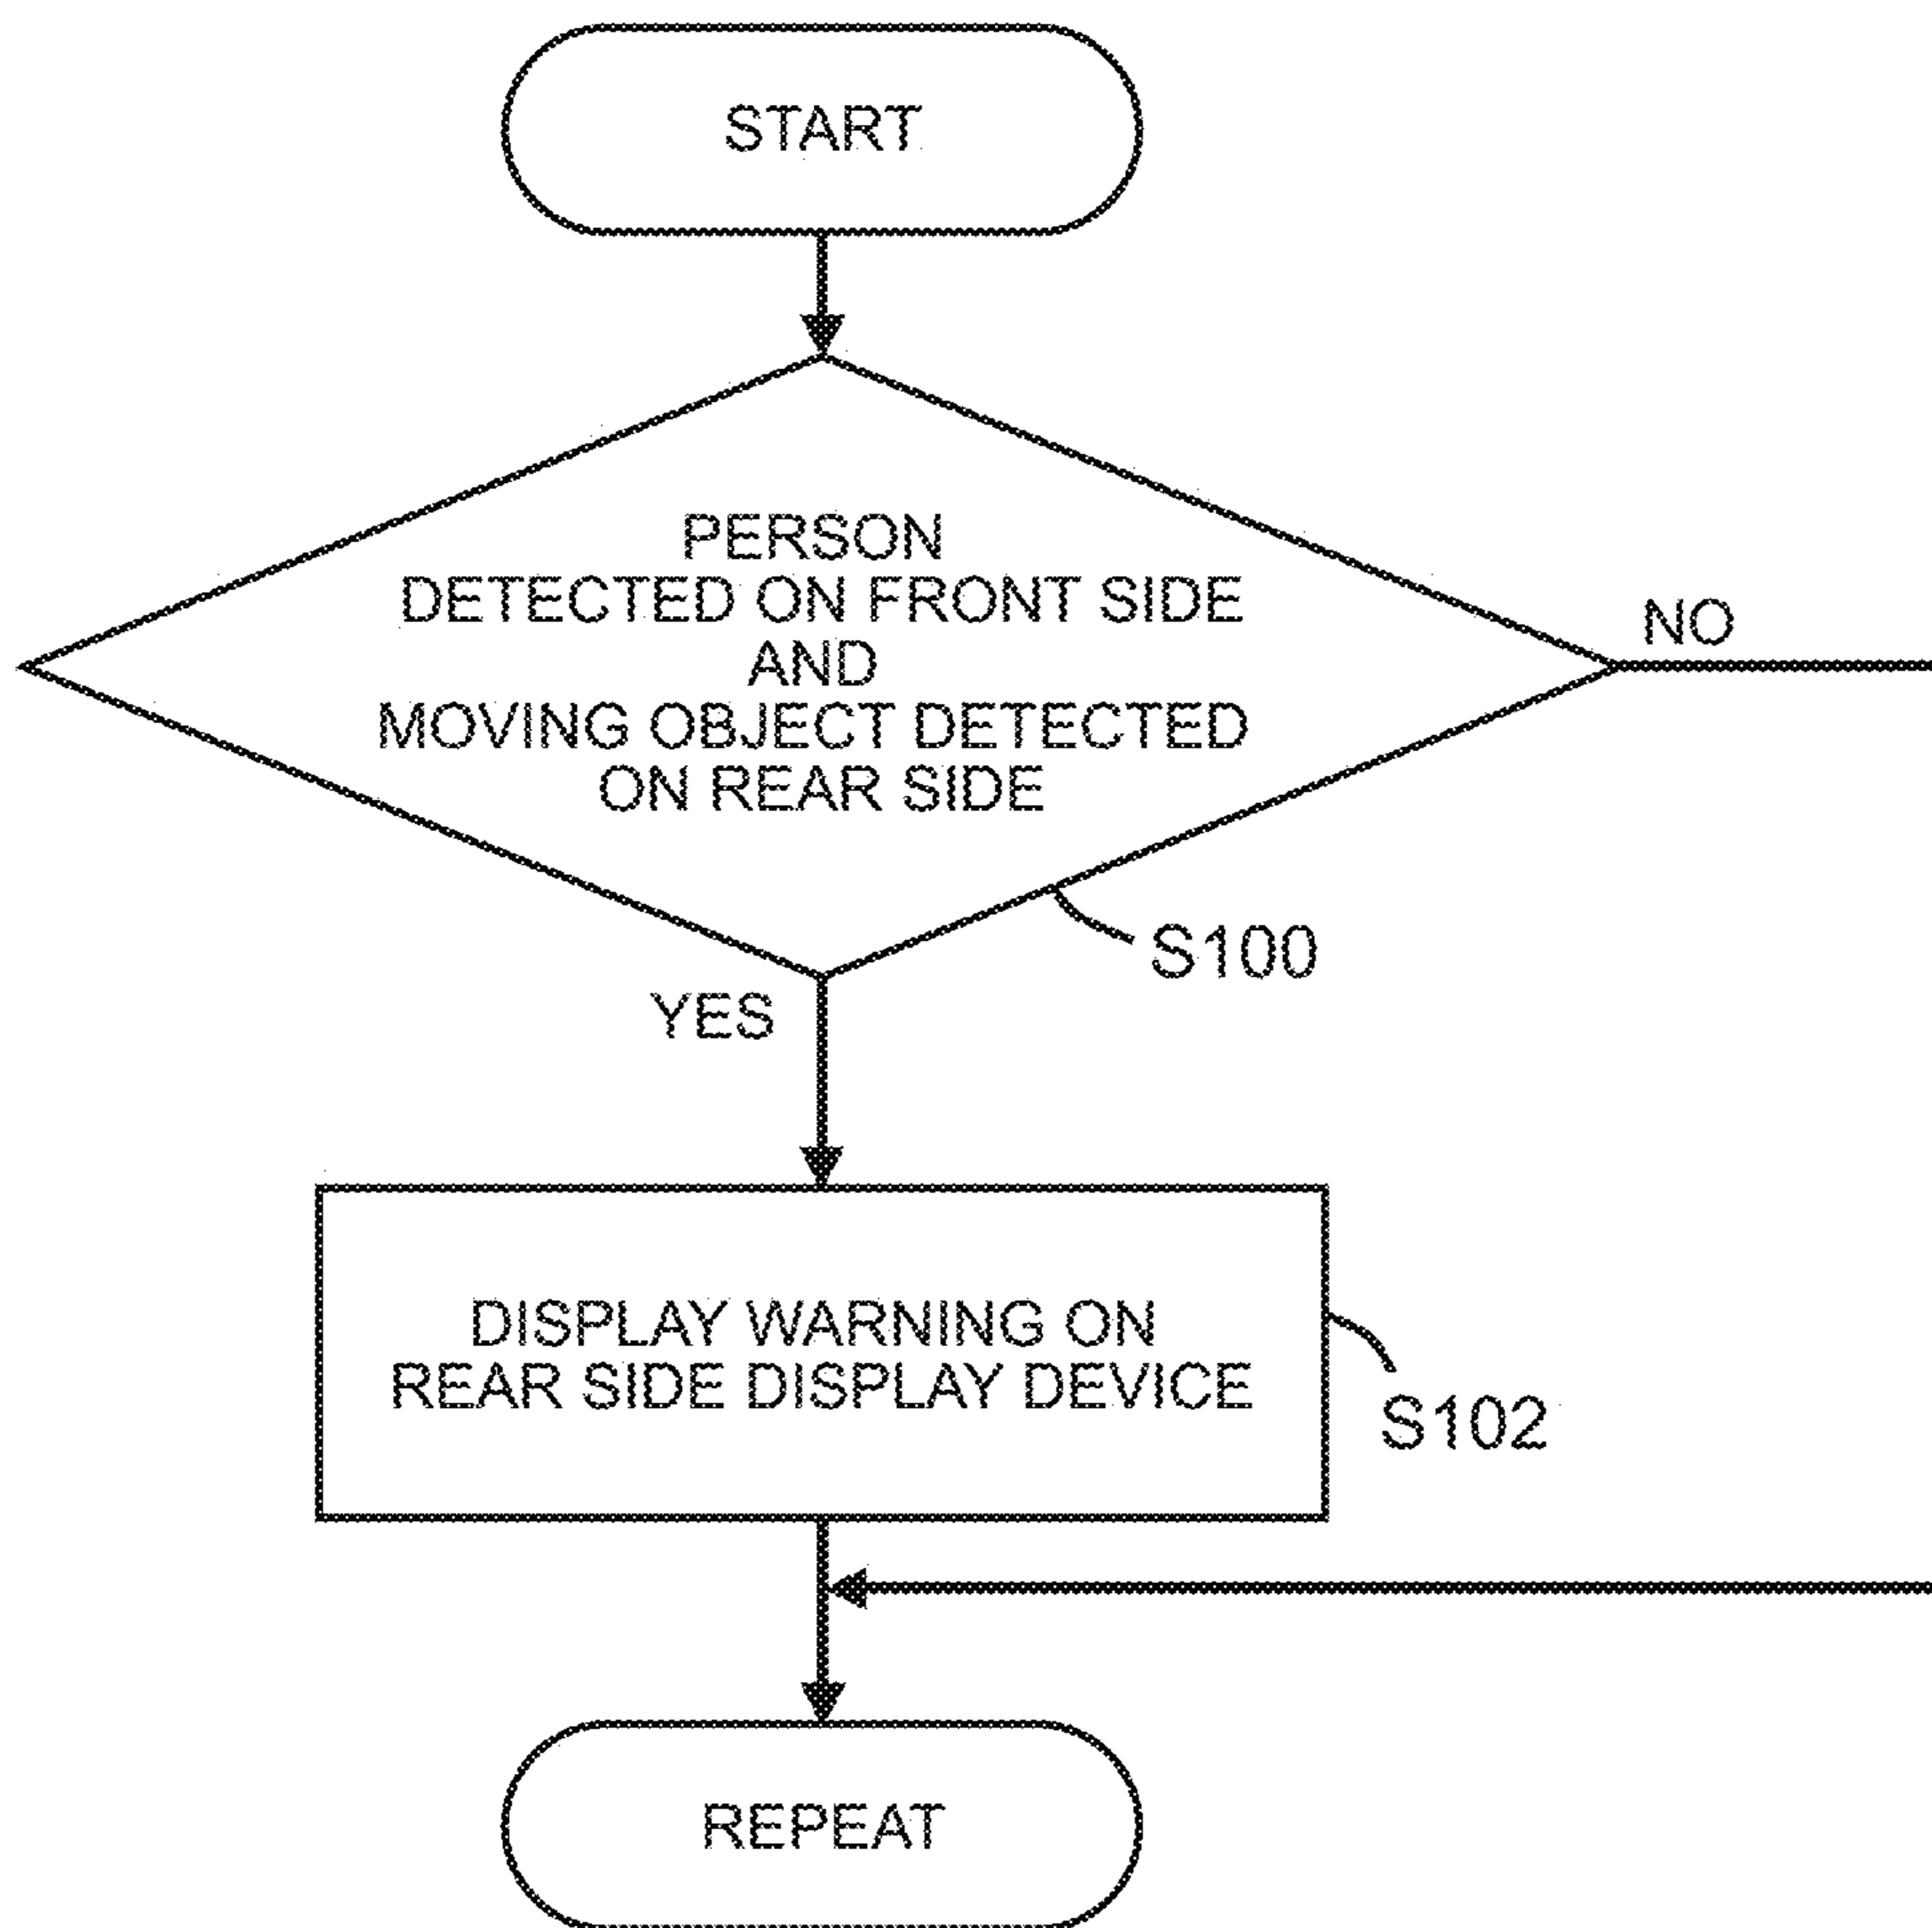 START
PERSON
DETECTED ON FRONT SIDE
AND
MOVING OBJECT DETECTED
ON REAR SIDE
NO
S100
YES
DISPLAY WARNING ON
REAR SIDE DISPLAY DEVICE
S102
REPEAT